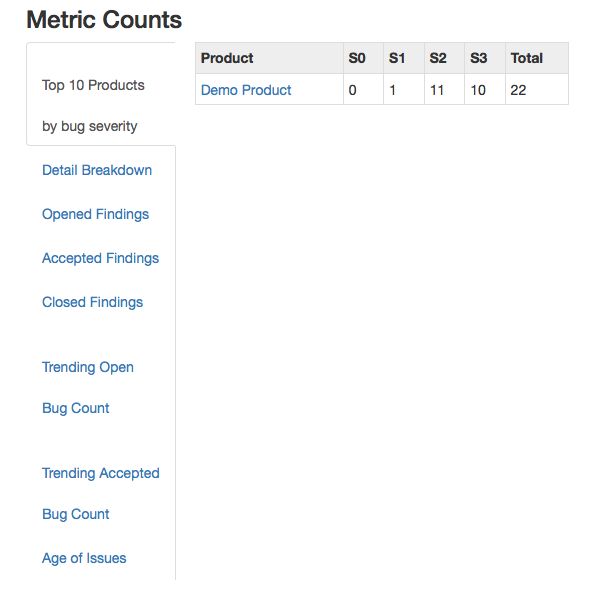 Metric Counts
Top 10 Products
by bug severity
Detail Breakdown
Opened Findings
Accepted Findings
Closed Findings
Trending Open
Bug Count
Trending Accepted
Bug Count
Age of Issues
Product S0 S1 S2 S3 Total
Demo Product 0 1 11 10 22